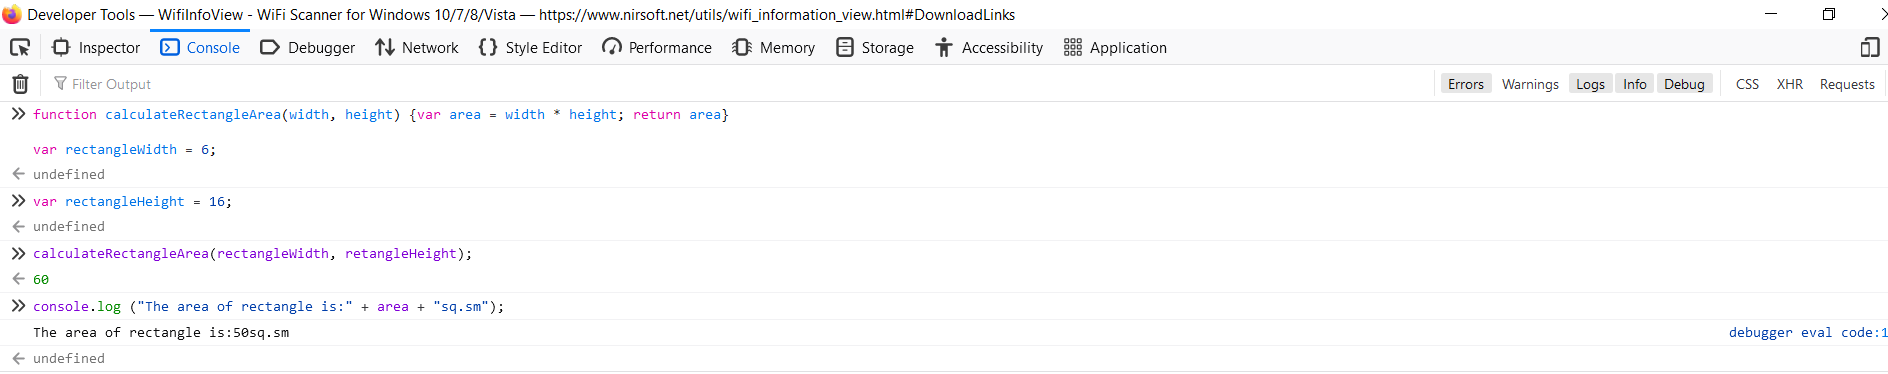 Developer Tools — WifiInfoView - WiFi Scanner for Windows 10/7/8/Vista — https://www.nirsoft.net/utils/wifi_information_view.html#DownloadLinks
Inspector Console Debugger Network Style Editor Performance Memory Storage Accessibility Application
Filter Output Errors Warnings Logs Info Debug CSS XHR Requests
function calculateRectangleArea(width, height) {var area = width * height; return area}
var rectangleWidth = 6;
undefined
var rectangleHeight = 16;
undefined
calculateRectangleArea(rectangleWidth, retangleHeight);
60
console.log ("The area of rectangle is:" + area + "sq.sm");
The area of rectangle is:50sq.sm debugger eval code:1
undefined